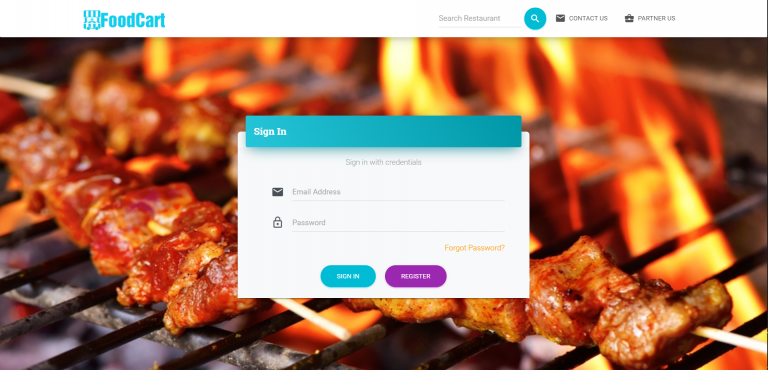 FoodCart
Search Restaurant
CONTACT US
PARTNER US
Sign In
Sign in with credentials
Email Address
Password
Forgot Password?
SIGN IN
REGISTER